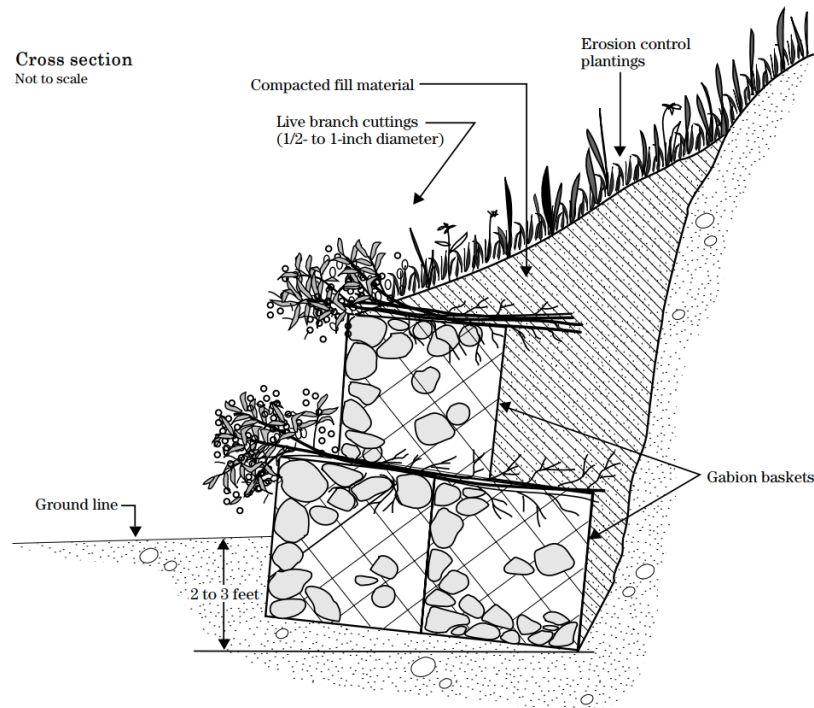 Cross section
Not to scale
Erosion control
plantings
Compacted fill material
Live branch cuttings
(1/2- to 1-inch diameter)
Gabion baskets
Ground line
2 to 3 feet